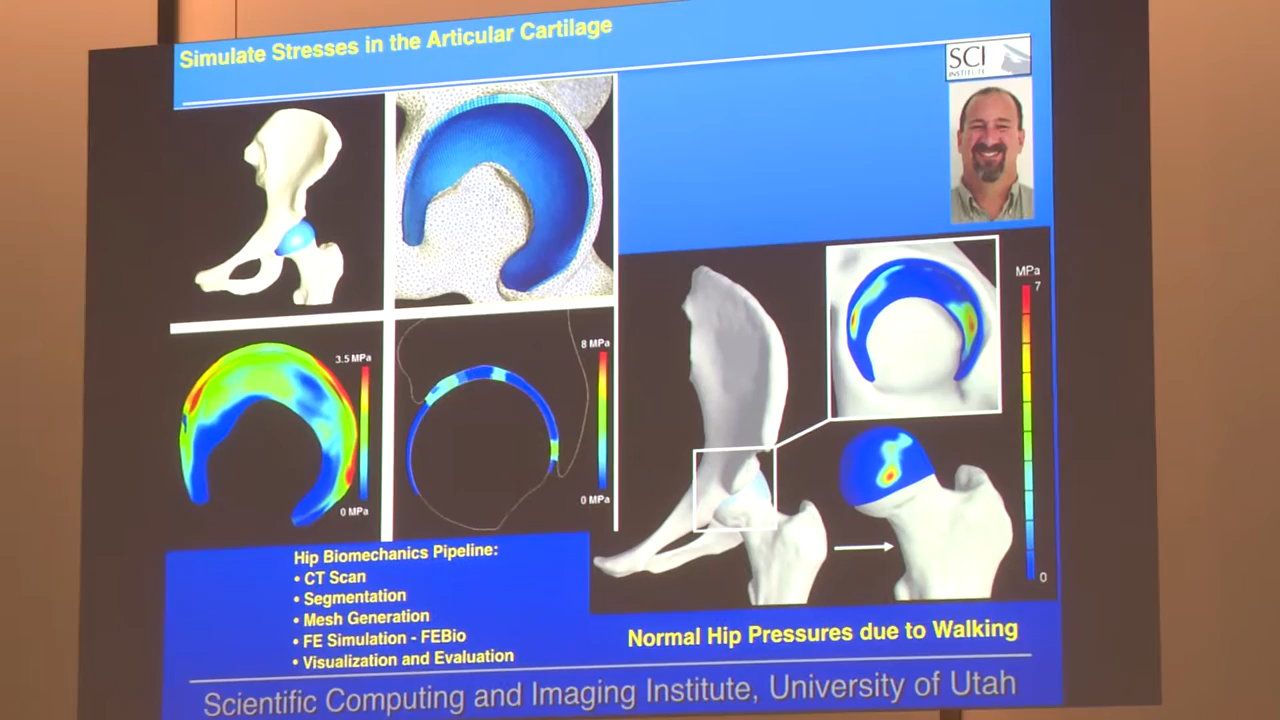 Simulate Stresses in the Articular Cartilage
SCI
INSTITUTE
MPa
7
3.5 MPa
8 MPa
0 MPa
0 MPa
Hip Biomechanics Pipeline:
• CT Scan
• Segmentation
• Mesh Generation
• FE Simulation - FEBio
• Visualization and Evaluation
0
Normal Hip Pressures due to Walking
Scientific Computing and Imaging Institute, University of Utah